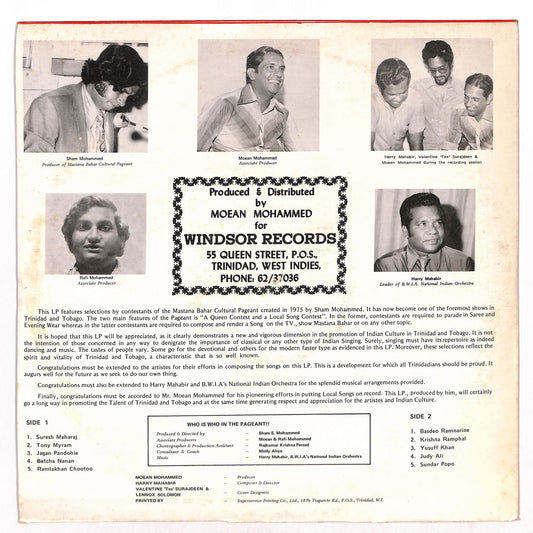 Sham Mohammed
Producer of Mastana Bahar Cultural Pageant
Moean Mohammed
Associate Producer
Harry Mahabir, Valentine 'Tex' Surajdeen &
Moean Mohammed during the recording session
Rafi Mohammed
Associate Producer
Produced & Distributed
by
MOEAN MOHAMMED
for
WINDSOR RECORDS
55 QUEEN STREET, P.O.S.,
TRINIDAD, WEST INDIES,
PHONE: 62/37036
Harry Mahabir
Leader of B.W.I.A. National Indian Orchestra
This LP features selections by contestants of the Mastana Bahar Cultural Pageant created in 1975 by Sham Mohammed. It has now become one of the foremost shows in
Trinidad and Tobago. The two main features of the Pageant is "A Queen Contest and a Local Song Contest". In the former, contestants are required to parade in Saree and
Evening Wear whereas in the latter contestants are required to compose and render a Song on the TV., show Mastana Bahar or on any other topic.
It is hoped that this LP will be appreciated, as it clearly demonstrates a new and vigorous dimension in the promotion of Indian Culture in Trinidad and Tobago. It is not
the intention of those concerned in any way to denigrate the importance of classical or any other type of Indian Singing. Surely, singing must have its repertoire as indeed
dancing and music. The tastes of people vary. Some go for the devotional and others for the modern faster type as evidenced in this LP. Moreover, these selections reflect the
spirit and vitality of Trinidad and Tobago, a characteristic that is so well known.
Congratulations must be extended to the artistes for their efforts in composing the songs on this LP. This is a development for which all Trinidadians should be proud. It
augurs well for the future as we seek to do our own thing.
Congratulations must also be extended to Harry Mahabir and B.W.I.A's National Indian Orchestra for the splendid musical arrangements provided.
Finally, congratulations must be accorded to Mr. Moean Mohammed for his pioneering efforts in putting Local Songs on record. This LP., produced by him, will certainly
go a long way in promoting the Talent of Trinidad and Tobago and at the same time generating respect and appreciation for the artistes and Indian Culture.
SIDE 1
1. Suresh Maharaj
2. Tony Myram
3. Jagan Pandohie
4. Batcha Nanan
5. Ramlakhan Chootoo
WHO IS WHO IN THE PAGEANT!!
Produced & Directed by – Sham S. Mohammed
Associate Producers – Moean & Rafi Mohammed
Choreographer & Production Assistant – Rajkumar Krishna Persad
Consultant & Coach – Molly Ahye
Music – Harry Mahabir, B.W.I.A's National Indian Orchestra
MOEAN MOHAMMED – Producer
HARRY MAHABIR – Composer & Director
VALENTINE 'Tex' SURAJDEEN &
LENNOX SOLOMON – Cover Designers
PRINTED BY – Superservice Printing Co., Ltd., 187b Tragarete Rd., P.O.S., Trinidad, W.I.
SIDE 2
1. Basdeo Ramnarine
2. Krishna Ramphal
3. Yusuff Khan
4. Judy Ali
5. Sundar Popo